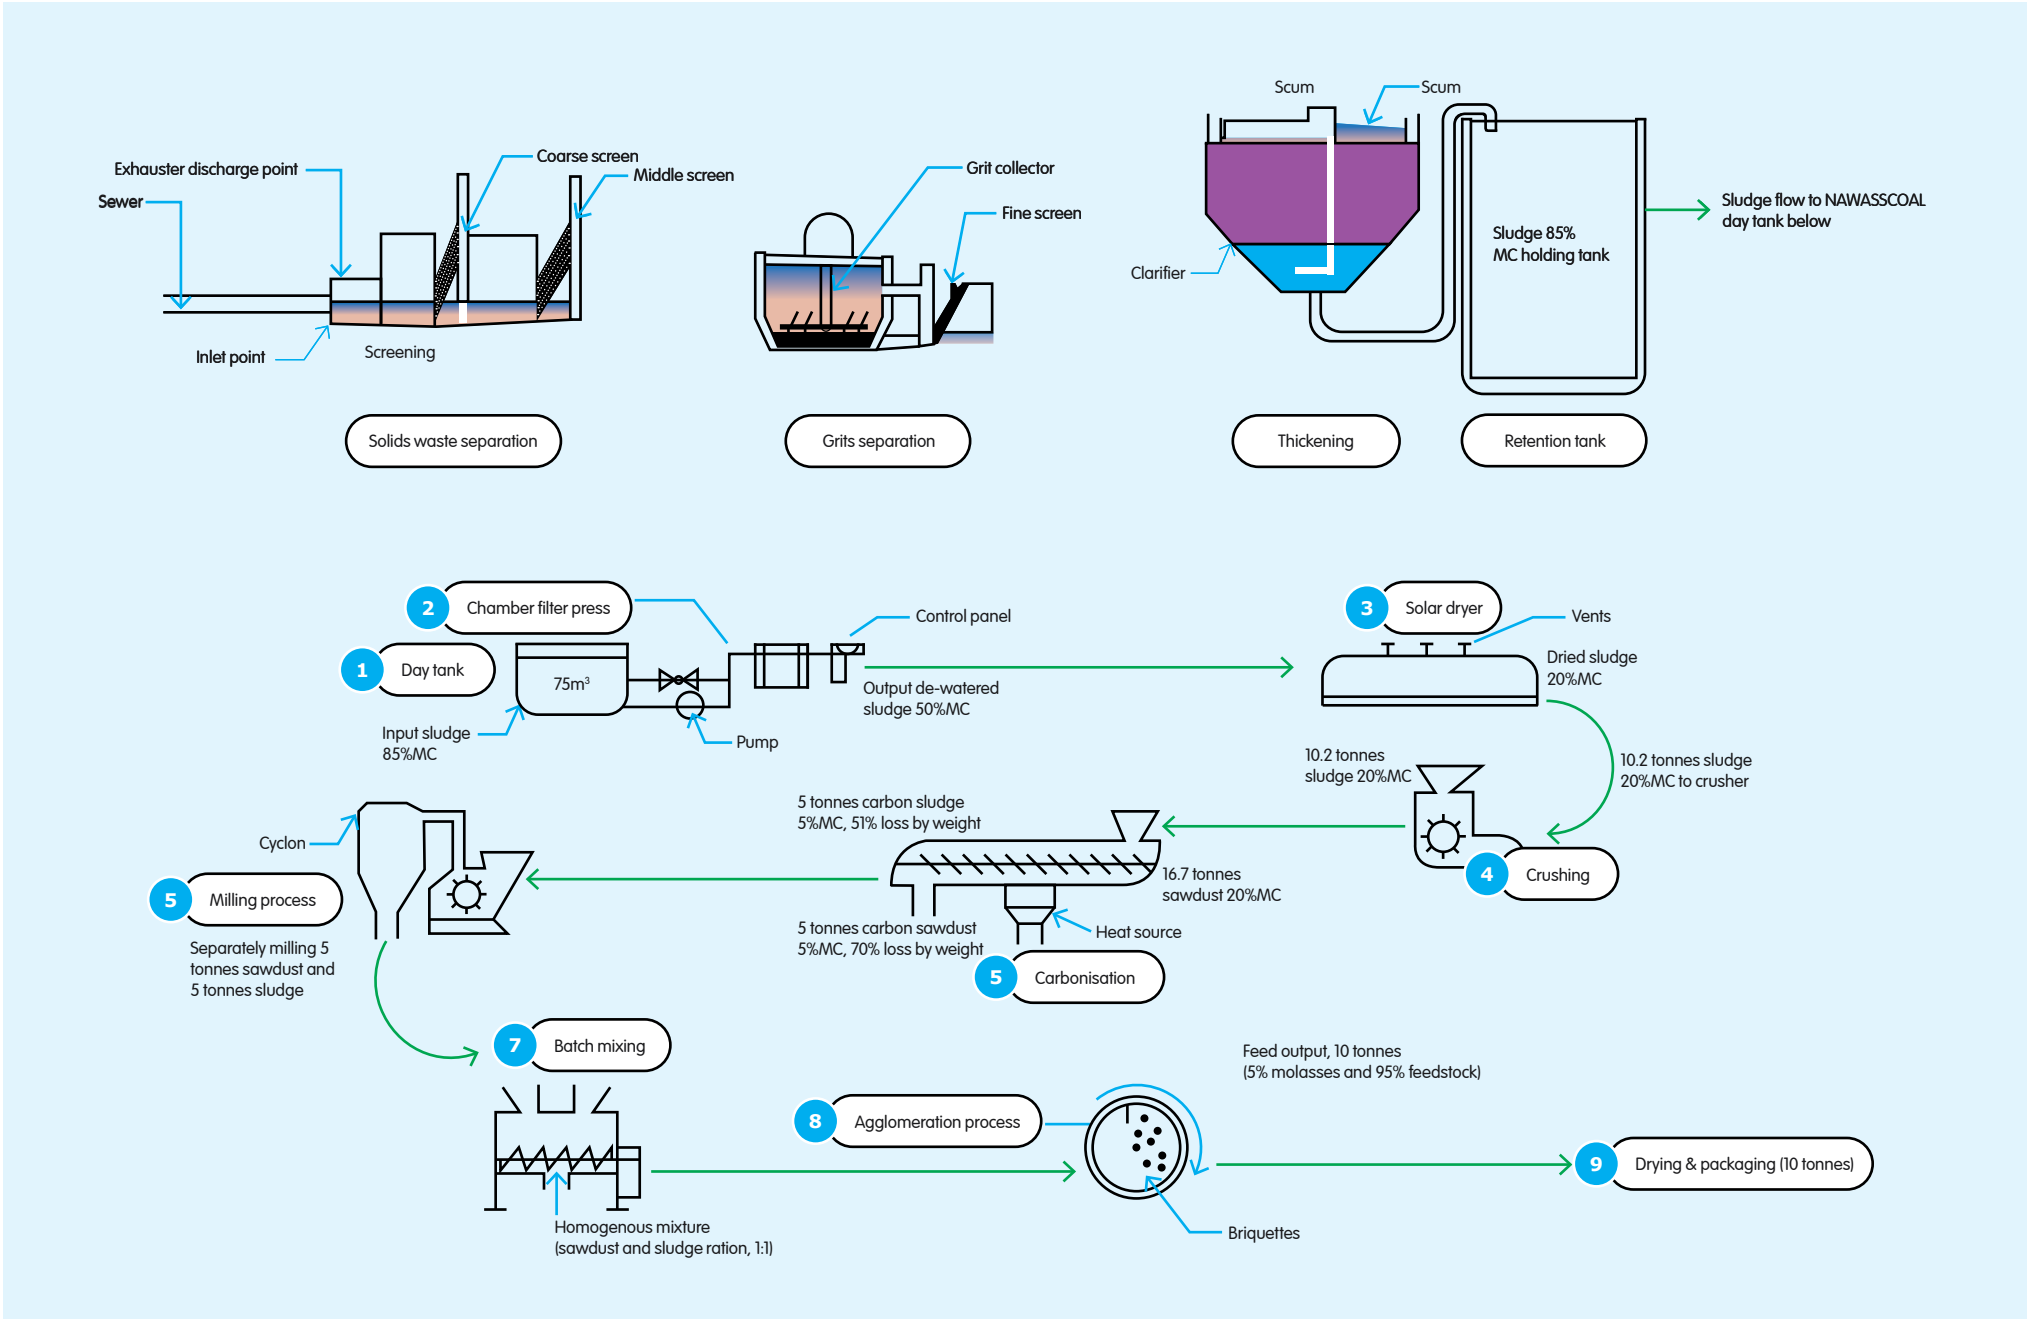 Scum
Scum
Exhauster discharge point
Coarse screen
Middle screen
Sewer
Grit collector
Fine screen
Clarifier
Sludge 85%
MC holding tank
Sludge flow to NAWASSCOAL
day tank below
Inlet point
Screening
Solids waste separation
Grits separation
Thickening
Retention tank
2
Chamber filter press
1
Day tank
75m³
Input sludge
85%MC
Pump
Control panel
Output de-watered
sludge 50%MC
3
Solar dryer
Vents
Dried sludge
20%MC
10.2 tonnes
sludge 20%MC
10.2 tonnes sludge
20%MC to crusher
4
Crushing
5 tonnes carbon sludge
5%MC, 51% loss by weight
16.7 tonnes
sawdust 20%MC
5 tonnes carbon sawdust
5%MC, 70% loss by weight
Heat source
5
Carbonisation
Cyclon
5
Milling process
Separately milling 5
tonnes sawdust and
5 tonnes sludge
7
Batch mixing
Homogenous mixture
(sawdust and sludge ration, 1:1)
8
Agglomeration process
Feed output, 10 tonnes
(5% molasses and 95% feedstock)
Briquettes
9
Drying & packaging (10 tonnes)